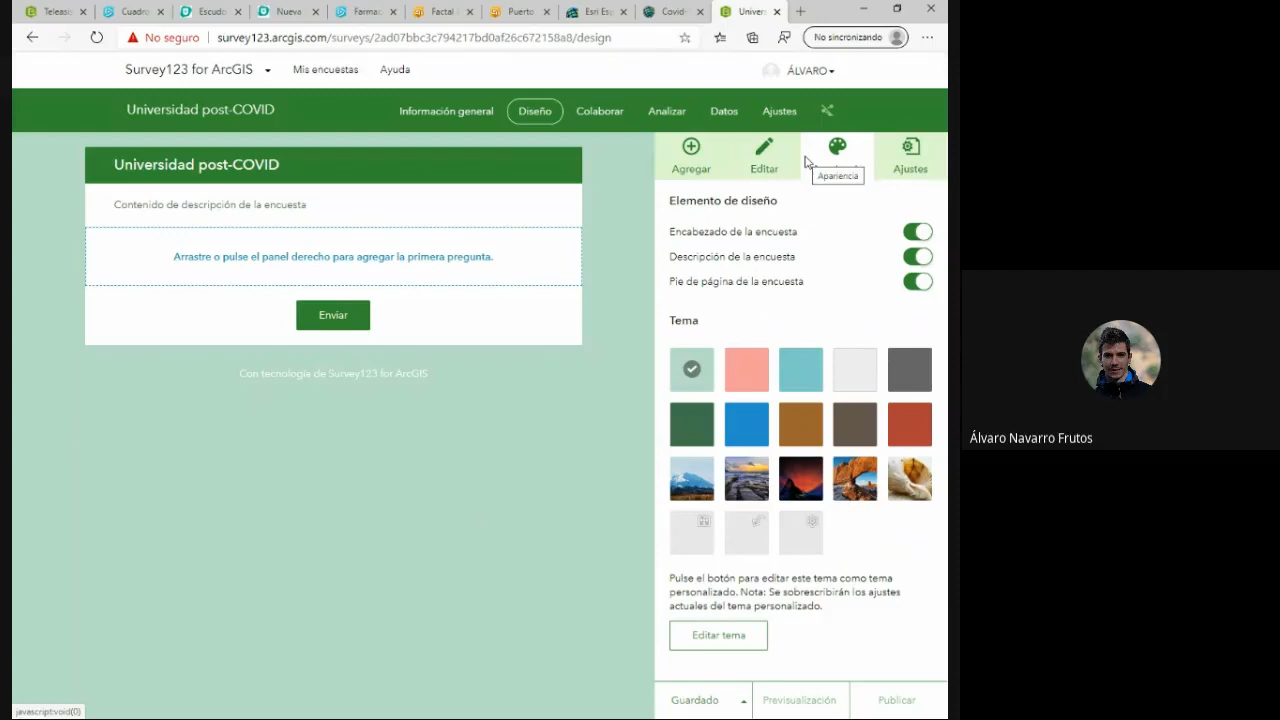 Teleasi
Cuadro
Escudo
Nueva
Farmac
Factal
Puerto
Esri Esp
Covid-
Univers
No seguro
survey123.arcgis.com/surveys/2ad07bbc3c794217bd0af26c672158a8/design
No sincronizando
Survey123 for ArcGIS
Mis encuestas
Ayuda
ÁLVARO
Universidad post-COVID
Información general
Diseño
Colaborar
Analizar
Datos
Ajustes
Universidad post-COVID
Contenido de descripción de la encuesta
Arrastre o pulse el panel derecho para agregar la primera pregunta.
Enviar
Con tecnología de Survey123 for ArcGIS
Agregar
Editar
Apariencia
Ajustes
Elemento de diseño
Encabezado de la encuesta
Descripción de la encuesta
Pie de página de la encuesta
Tema
Pulse el botón para editar este tema como tema
personalizado. Nota: Se sobrescribirán los ajustes
actuales del tema personalizado.
Editar tema
Guardado
Previsualización
Publicar
javascript:void(0)
Álvaro Navarro Frutos